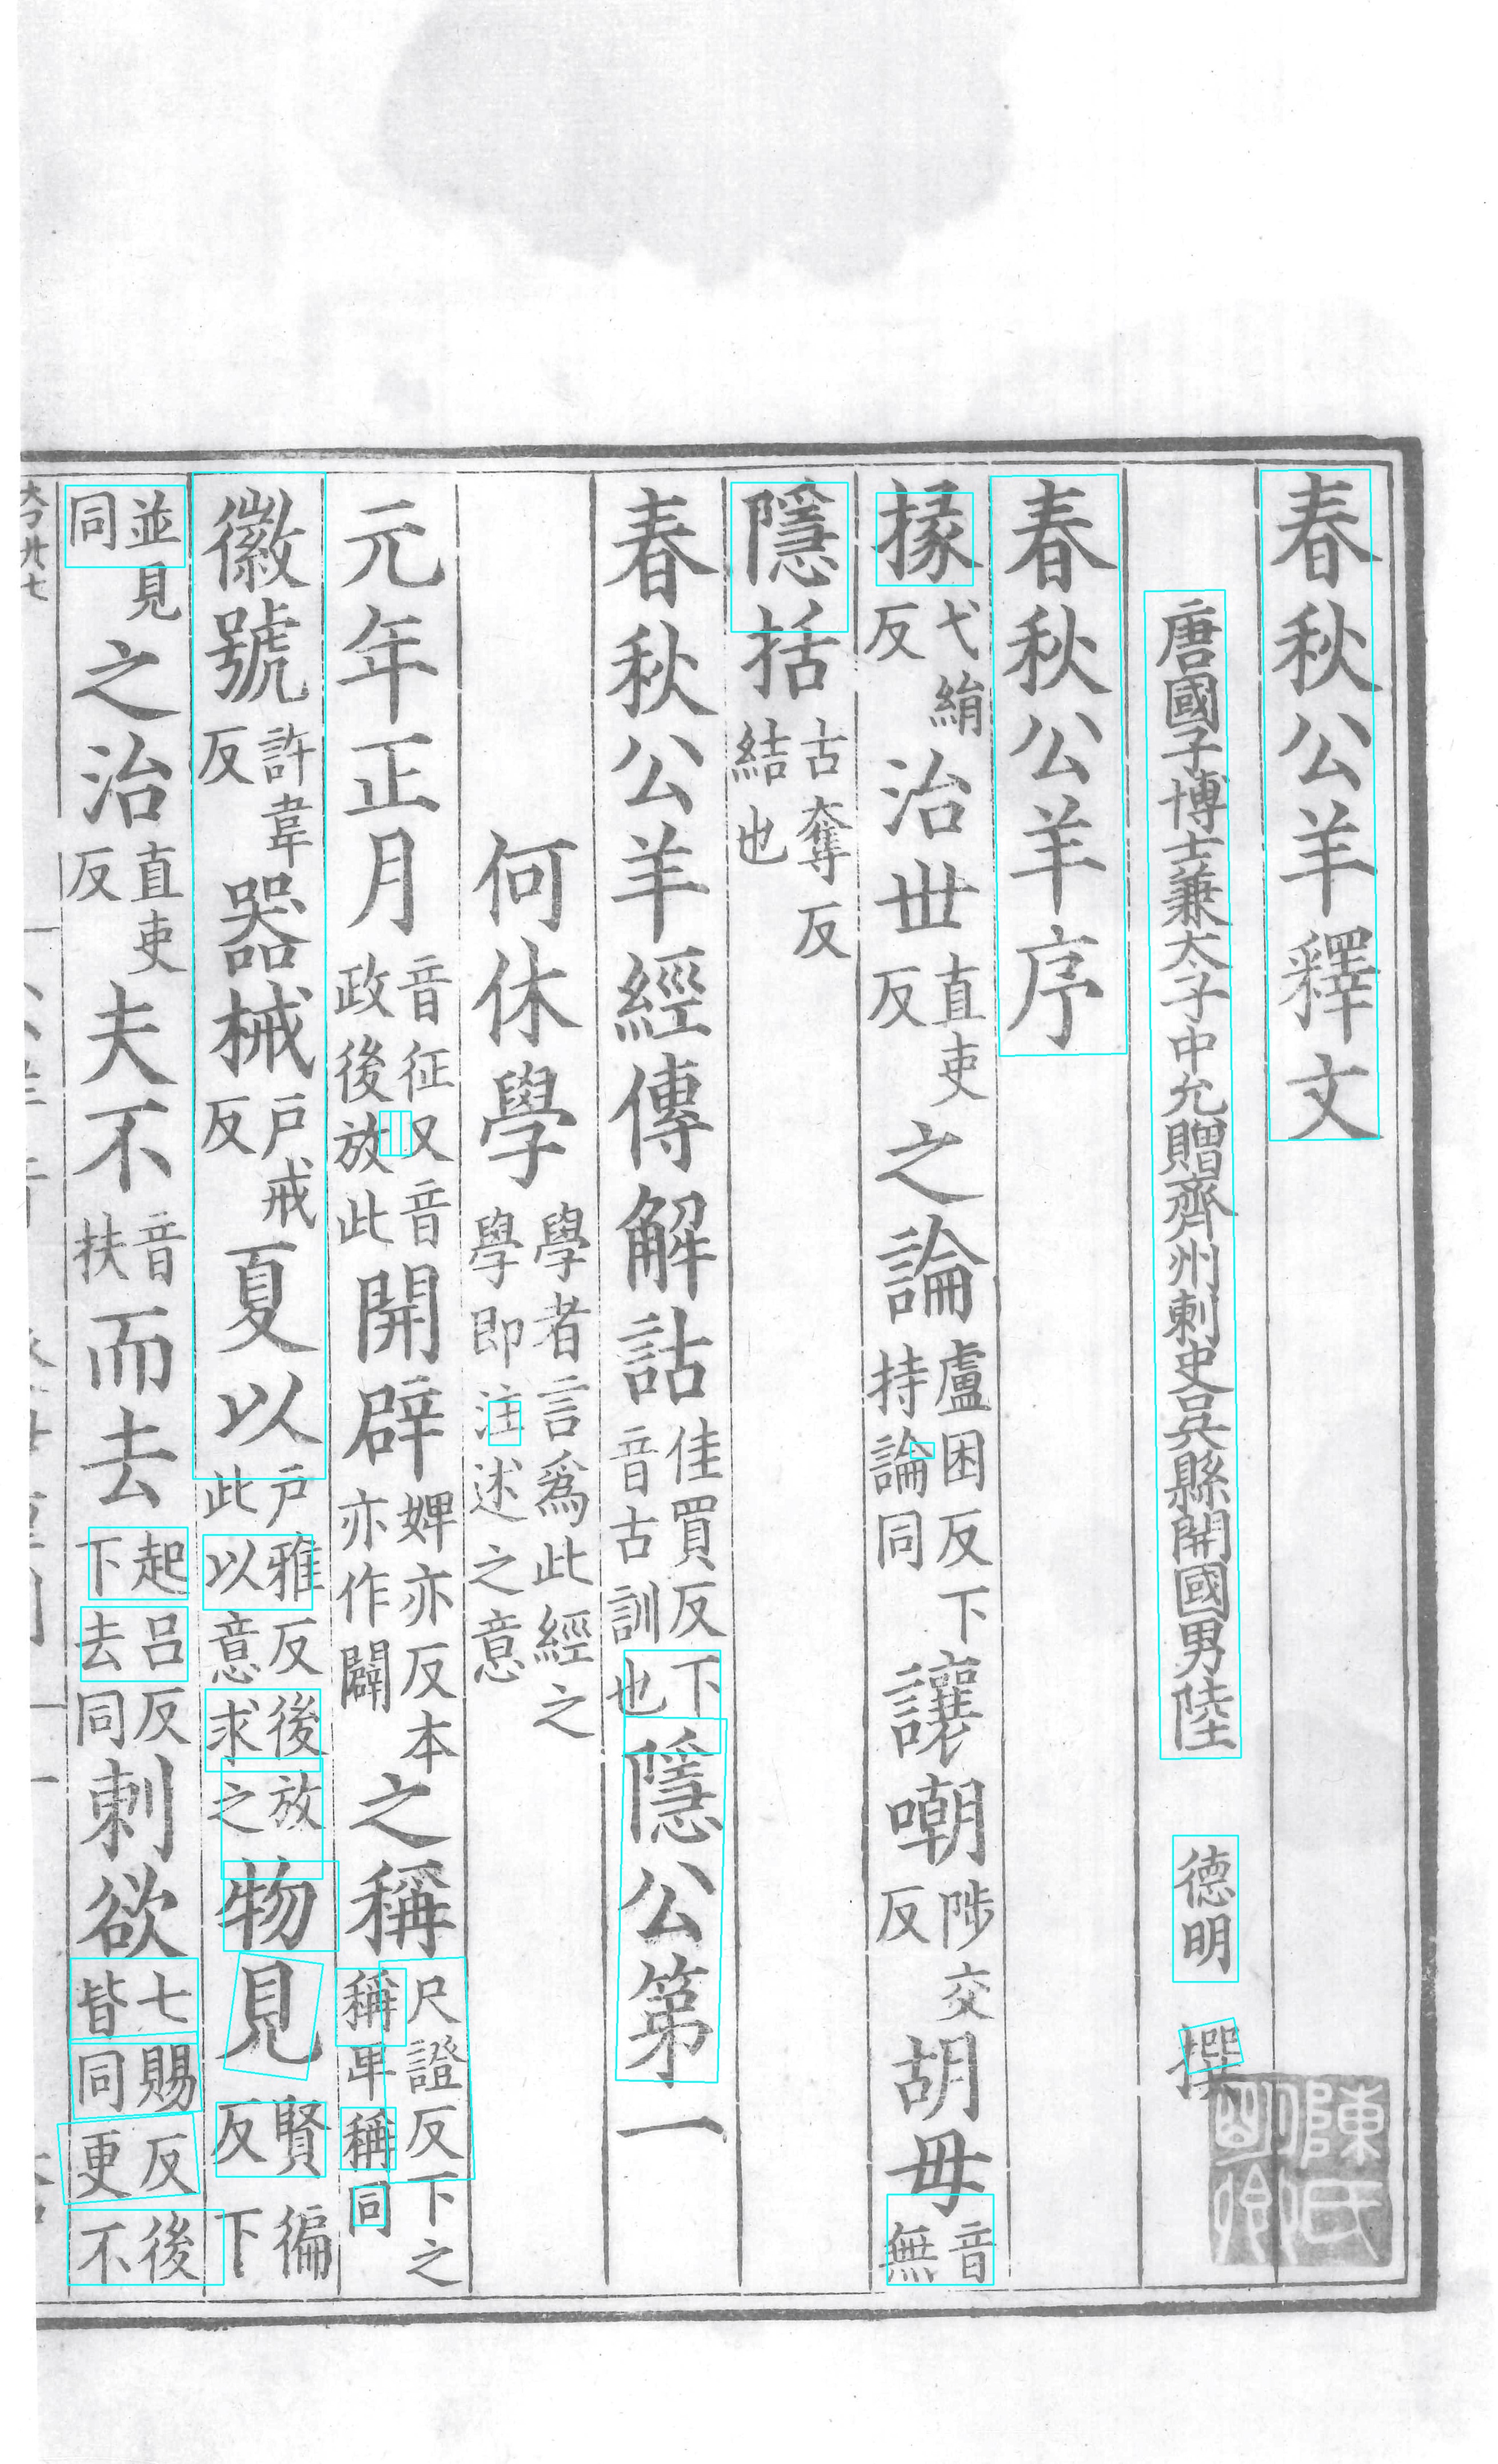 春秋公羊釋文
唐國子博士兼太子中允贈齊州刺史吳縣開國男陸 德明 撰
春秋公羊序
掾弋絹反治世直吏反之論盧困反下持論同讓嘲陟交反胡毋音無
隱括古奪反結也
春秋公羊經傳解詁佳買反下音古訓也隱公第一
何休學學者言爲此經之學即注述之意
元年正月音征又音政後放此開辟婢亦反本亦作闢之稱尺證反下之稱字稱同
徽號許韋反器械戶戒反夏以戶雅反後放此以意求之物見賢徧反下
並見同之治直吏反夫不音扶而去起呂反下去同刺欲七賜反後皆同更不
陳氏